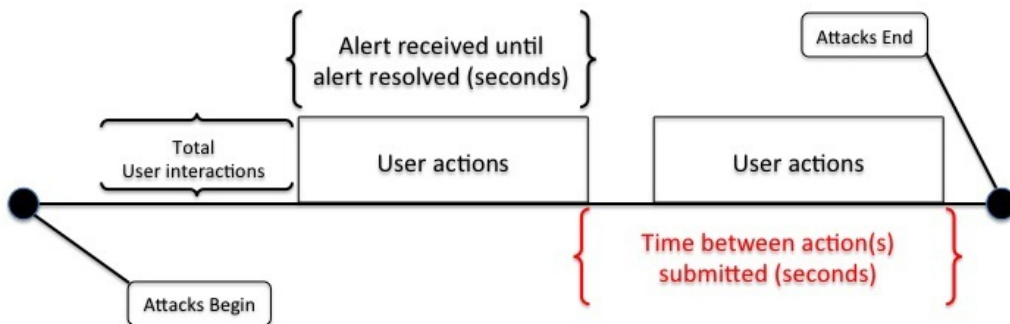 Alert received until
alert resolved (seconds)
Attacks End
Total
User interactions
User actions
User actions
Time between action(s)
submitted (seconds)
Attacks Begin